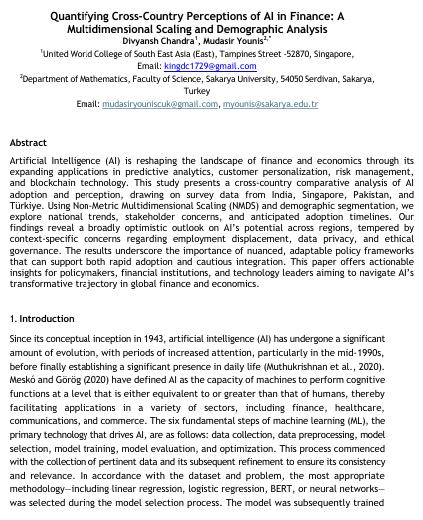 Quantifying Cross-Country Perceptions of AI in Finance: A
Multidimensional Scaling and Demographic Analysis
Divyansh Chandra1, Mudasir Younis2,*
1United World College of South East Asia (East), Tampines Street -52870, Singapore,
Email: kingdc1729@gmail.com
2Department of Mathematics, Faculty of Science, Sakarya University, 54050 Serdivan, Sakarya,
Turkey
Email: mudasiryouniscuk@gmail.com, myounis@sakarya.edu.tr
Abstract
Artificial Intelligence (AI) is reshaping the landscape of finance and economics through its
expanding applications in predictive analytics, customer personalization, risk management,
and blockchain technology. This study presents a cross-country comparative analysis of AI
adoption and perception, drawing on survey data from India, Singapore, Pakistan, and
Türkiye. Using Non-Metric Multidimensional Scaling (NMDS) and demographic segmentation, we
explore national trends, stakeholder concerns, and anticipated adoption timelines. Our
findings reveal a broadly optimistic outlook on AI's potential across regions, tempered by
context-specific concerns regarding employment displacement, data privacy, and ethical
governance. The results underscore the importance of nuanced, adaptable policy frameworks
that can support both rapid adoption and cautious integration. This paper offers actionable
insights for policymakers, financial institutions, and technology leaders aiming to navigate AI's
transformative trajectory in global finance and economics.
1. Introduction
Since its conceptual inception in 1943, artificial intelligence (AI) has undergone a significant
amount of evolution, with periods of increased attention, particularly in the mid-1990s,
before finally establishing a significant presence in daily life (Muthukrishnan et al., 2020).
Meskó and Görög (2020) have defined AI as the capacity of machines to perform cognitive
functions at a level that is either equivalent to or greater than that of humans, thereby
facilitating applications in a variety of sectors, including finance, healthcare,
communications, and commerce. The six fundamental steps of machine learning (ML), the
primary technology that drives AI, are as follows: data collection, data preprocessing, model
selection, model training, model evaluation, and optimization. This process commenced
with the collection of pertinent data and its subsequent refinement to ensure its consistency
and relevance. In accordance with the dataset and problem, the most appropriate
methodology—including linear regression, logistic regression, BERT, or neural networks—
was selected during the model selection process. The model was subsequently trained